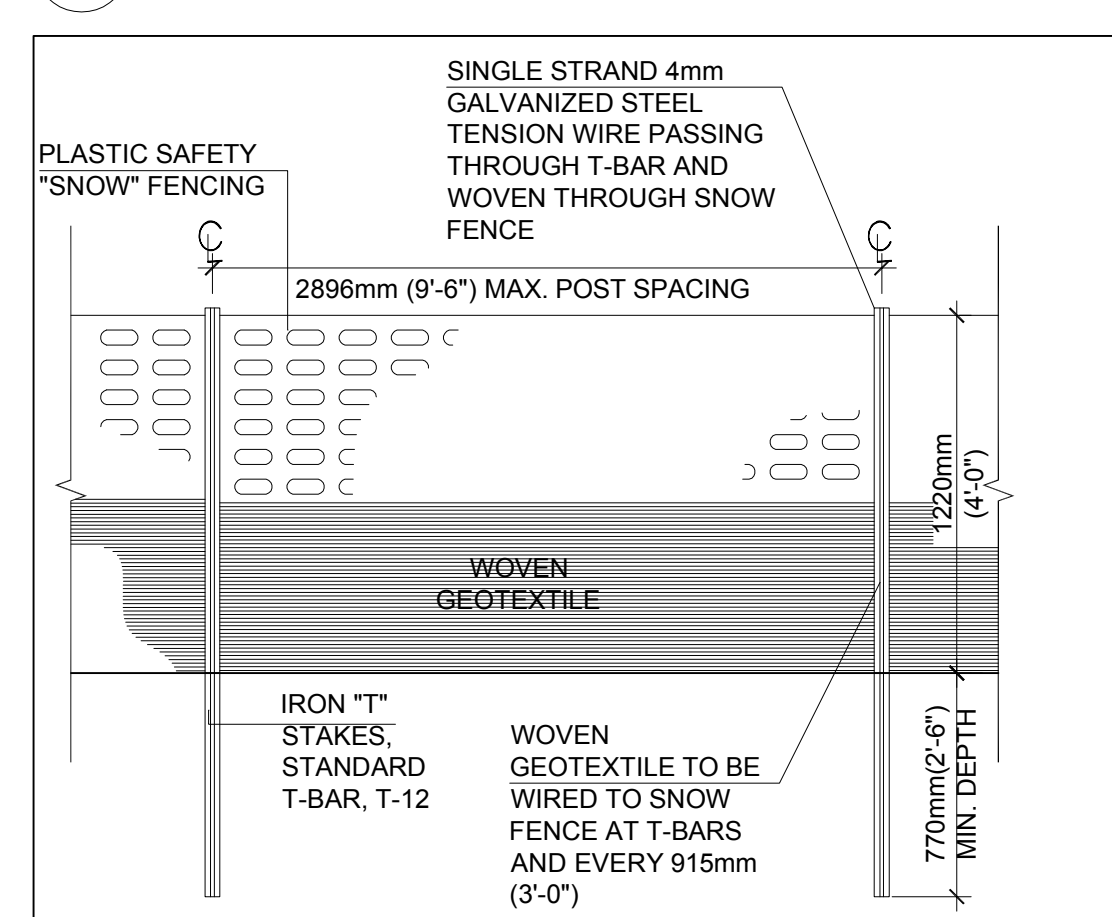 SINGLE STRAND 4mm
GALVANIZED STEEL
TENSION WIRE PASSING
THROUGH T-BAR AND
WOVEN THROUGH SNOW
FENCE
PLASTIC SAFETY
"SNOW" FENCING
2896mm (9'-6") MAX. POST SPACING
1220mm
(4'-0")
WOVEN
GEOTEXTILE
IRON "T"
STAKES,
STANDARD
T-BAR, T-12
WOVEN
GEOTEXTILE TO BE
WIRED TO SNOW
FENCE AT T-BARS
AND EVERY 915mm
(3'-0")
770mm(2'-6")
MIN. DEPTH